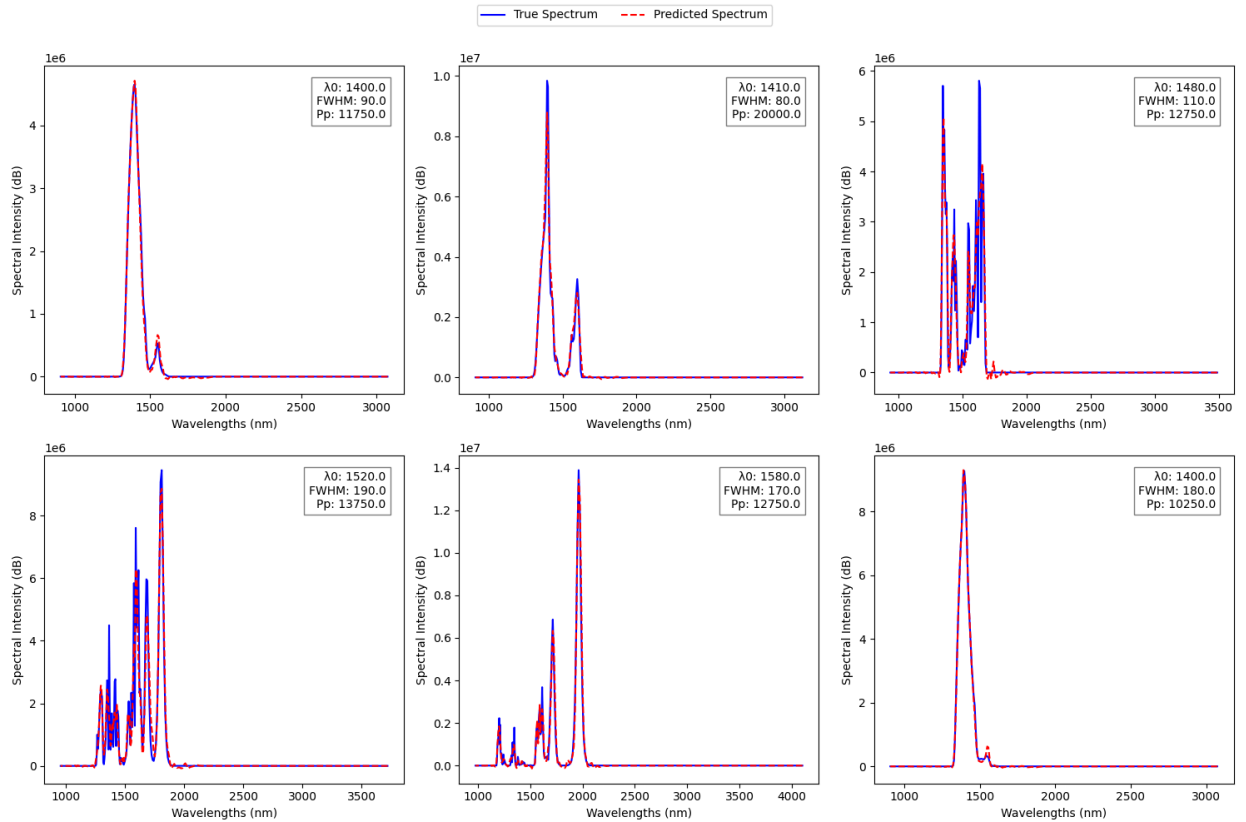 True Spectrum
Predicted Spectrum
1e6
λ0: 1400.0
FWHM: 90.0
Pp: 11750.0
Spectral Intensity (dB)
4
3
2
1
0
1000 1500 2000 2500 3000
Wavelengths (nm)
1e7
λ0: 1410.0
FWHM: 80.0
Pp: 20000.0
Spectral Intensity (dB)
1.0
0.8
0.6
0.4
0.2
0.0
1000 1500 2000 2500 3000
Wavelengths (nm)
1e6
λ0: 1480.0
FWHM: 110.0
Pp: 12750.0
Spectral Intensity (dB)
6
5
4
3
2
1
0
1000 1500 2000 2500 3000 3500
Wavelengths (nm)
1e6
λ0: 1520.0
FWHM: 190.0
Pp: 13750.0
Spectral Intensity (dB)
8
6
4
2
0
1000 1500 2000 2500 3000 3500
Wavelengths (nm)
1e7
λ0: 1580.0
FWHM: 170.0
Pp: 12750.0
Spectral Intensity (dB)
1.4
1.2
1.0
0.8
0.6
0.4
0.2
0.0
1000 1500 2000 2500 3000 3500 4000
Wavelengths (nm)
1e6
λ0: 1400.0
FWHM: 180.0
Pp: 10250.0
Spectral Intensity (dB)
8
6
4
2
0
1000 1500 2000 2500 3000
Wavelengths (nm)